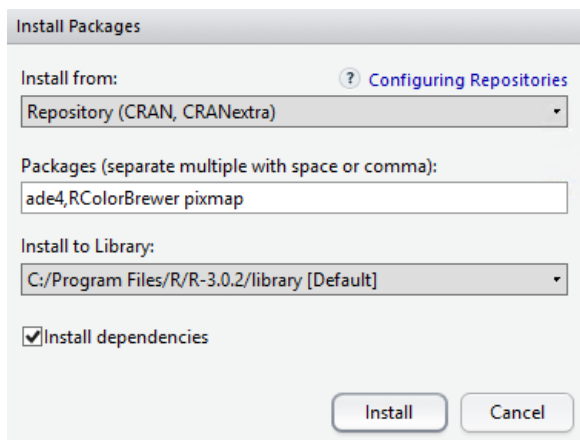 Install Packages
Install from:
? Configuring Repositories
Repository (CRAN, CRANextra)
Packages (separate multiple with space or comma):
ade4,RColorBrewer pixmap
Install to Library:
C:/Program Files/R/R-3.0.2/library [Default]
Install dependencies
Install
Cancel